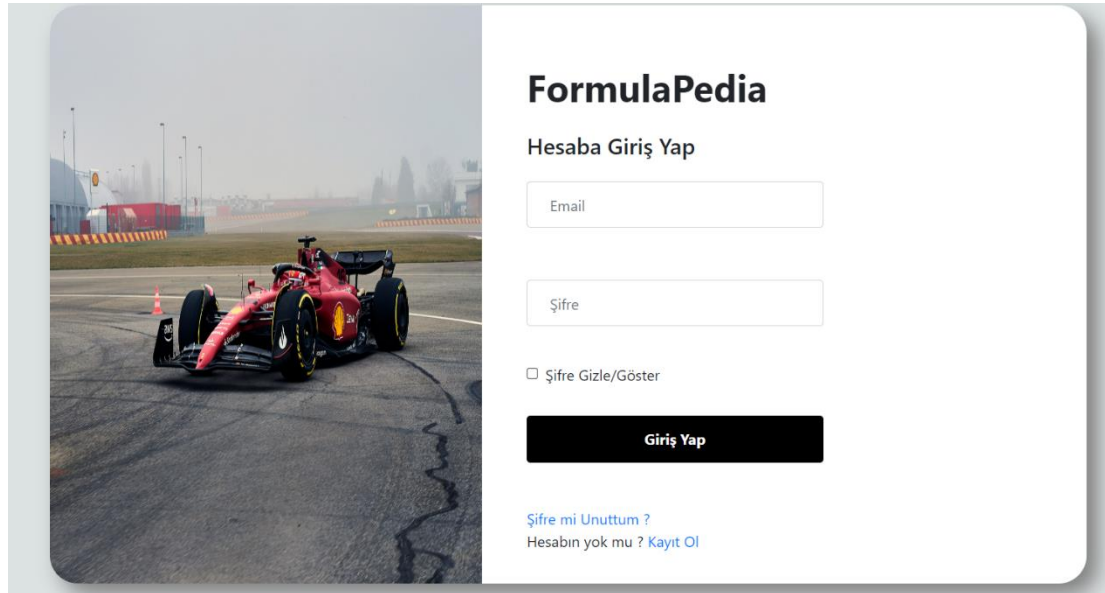 FormulaPedia
Hesaba Giriş Yap
Email
Şifre
Şifre Gizle/Göster
Giriş Yap
Şifre mi Unuttum ?
Hesabın yok mu ? Kayıt Ol